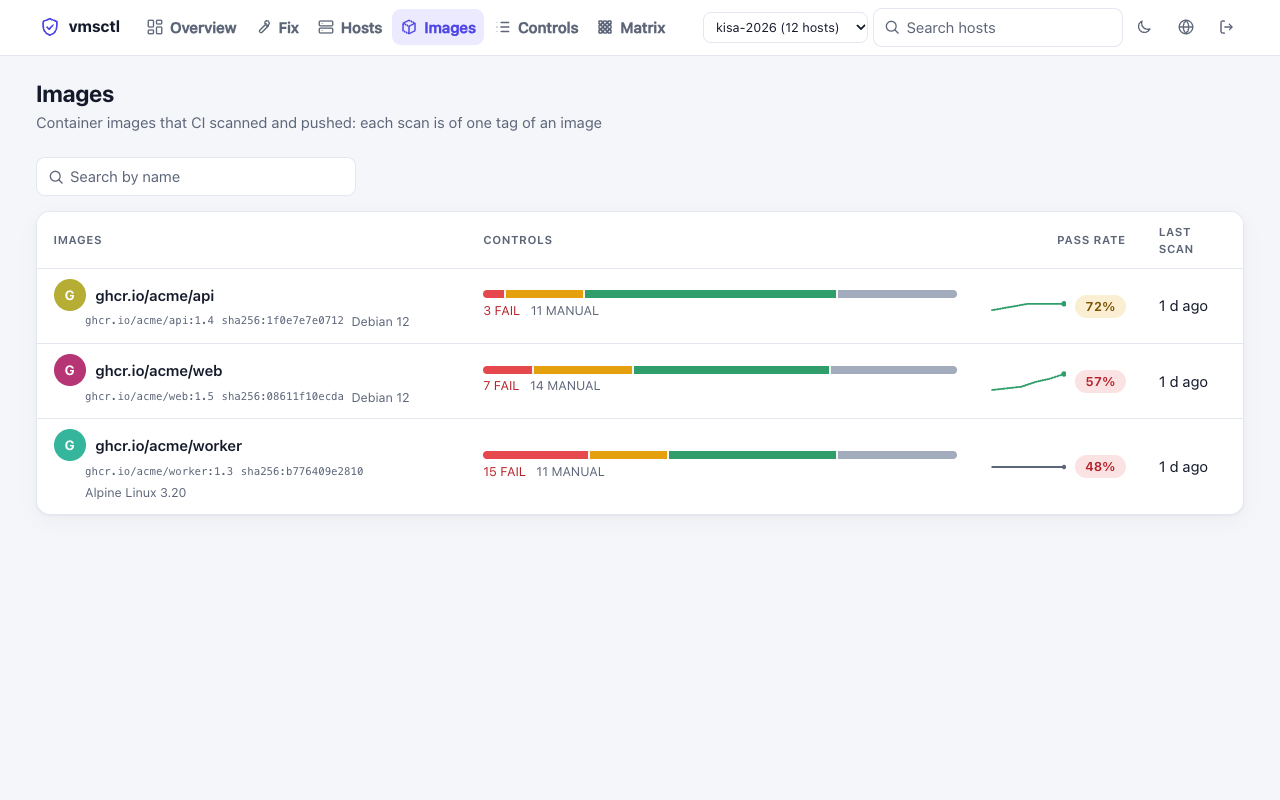 vmsctl Overview Fix Hosts Images Controls Matrix kisa-2026 (12 hosts) Search hosts
Images
Container images that CI scanned and pushed: each scan is of one tag of an image
Search by name
IMAGES CONTROLS PASS RATE LAST SCAN
G ghcr.io/acme/api
ghcr.io/acme/api:1.4 sha256:1f0e7e7e0712 Debian 12
3 FAIL 11 MANUAL
72% 1 d ago
G ghcr.io/acme/web
ghcr.io/acme/web:1.5 sha256:08611f10ecda Debian 12
7 FAIL 14 MANUAL
57% 1 d ago
G ghcr.io/acme/worker
ghcr.io/acme/worker:1.3 sha256:b776409e2810
Alpine Linux 3.20
15 FAIL 11 MANUAL
48% 1 d ago